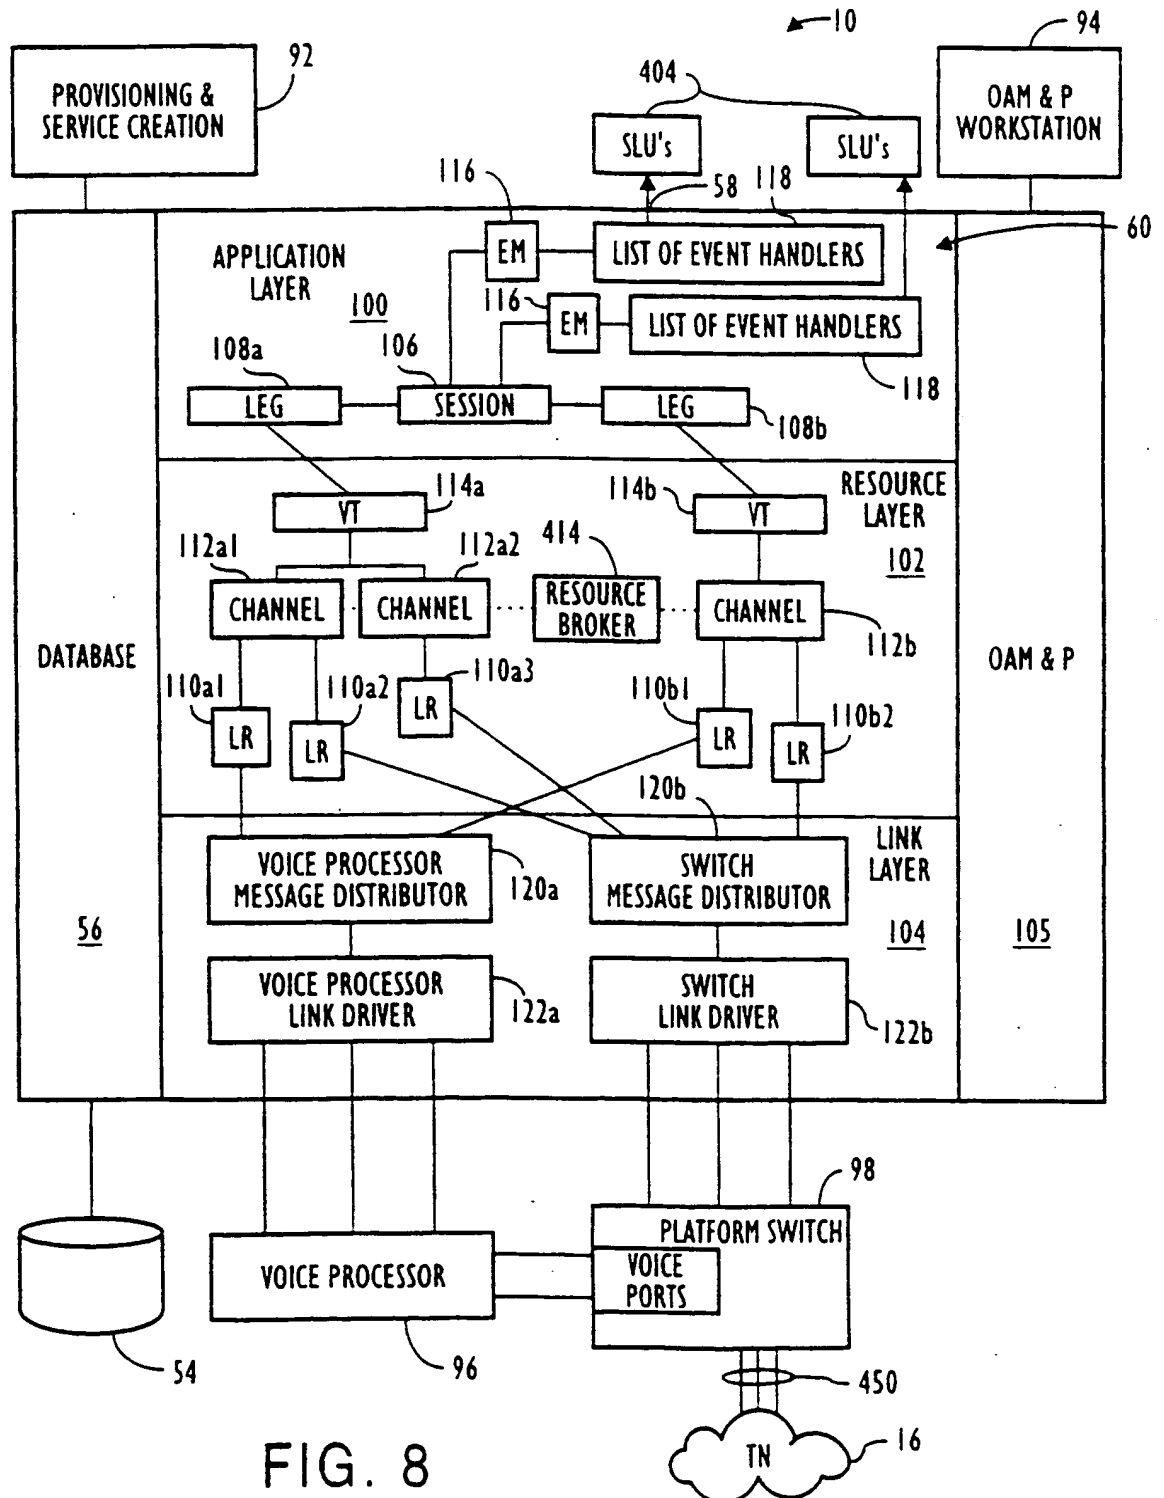 10
94
92
404
PROVISIONING &
SERVICE CREATION
OAM & P
WORKSTATION
SLU's
SLU's
116
58
118
60
EM
LIST OF EVENT HANDLERS
APPLICATION
LAYER
100
116
EM
LIST OF EVENT HANDLERS
108a
106
118
LEG
SESSION
LEG
108b
114a
114b
RESOURCE
LAYER
VT
VT
112a1
112a2
414
102
CHANNEL
CHANNEL
RESOURCE
BROKER
CHANNEL
112b
DATABASE
OAM & P
110a1
110a2
110a3
110b1
110b2
LR
LR
LR
LR
LR
120b
LINK
LAYER
VOICE PROCESSOR
MESSAGE DISTRIBUTOR
120a
SWITCH
MESSAGE DISTRIBUTOR
56
104
105
VOICE PROCESSOR
LINK DRIVER
122a
SWITCH
LINK DRIVER
122b
98
PLATFORM SWITCH
VOICE PROCESSOR
VOICE
PORTS
54
96
450
16
TN
FIG. 8